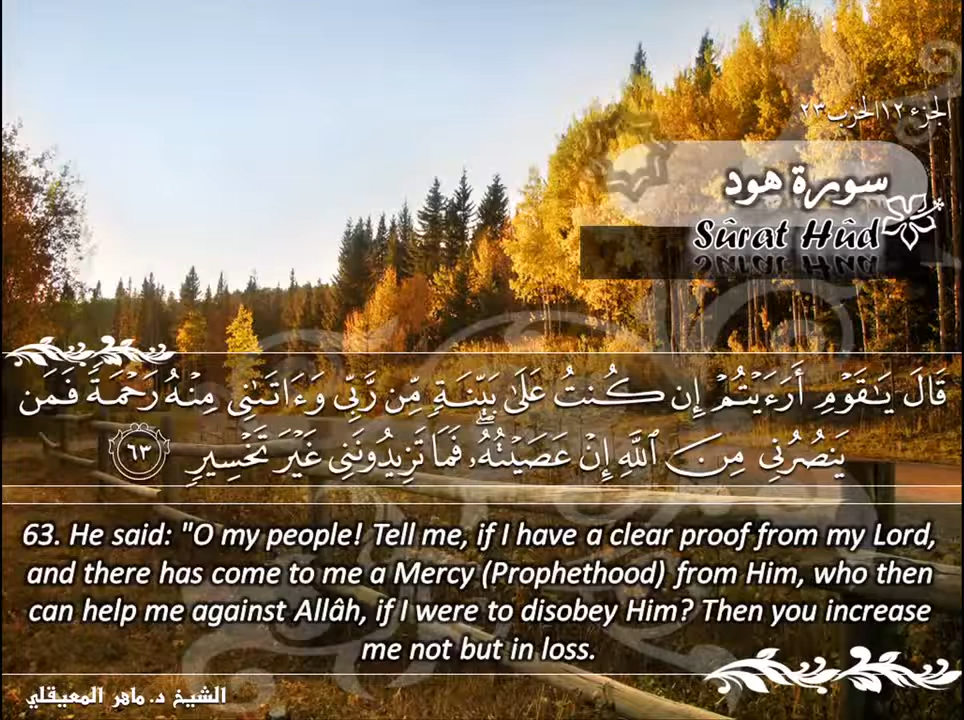 الجزء ١٢ الحزب ٢٣
سورة هود
Sûrat Hûd
قَالَ يَـٰقَوْمِ أَرَءَيْتُمْ إِن كُنتُ عَلَىٰ بَيِّنَةٍ مِّن رَّبِّى وَءَاتَىٰنِى مِنْهُ رَحْمَةً فَمَن
يَنصُرُنِى مِنَ ٱللَّهِ إِنْ عَصَيْتُهُۥ ۖ فَمَا تَزِيدُونَنِى غَيْرَ تَخْسِيرٍ ٦٣
63. He said: "O my people! Tell me, if I have a clear proof from my Lord,
and there has come to me a Mercy (Prophethood) from Him, who then
can help me against Allâh, if I were to disobey Him? Then you increase
me not but in loss.
الشيخ د. ماهر المعيقلي